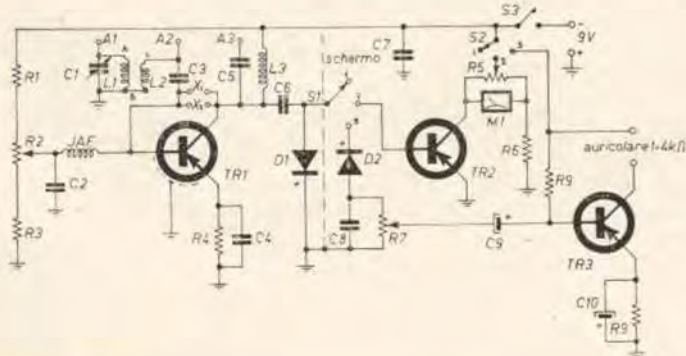 S3
A1 A2 A3 S2 -
9V
+
C7
C1 L1 L2 C3 C5 L3 Ischermo
R1 X1 C6 S1 R5
X2 M1
R2 JAF R6 auricolare 1÷4kΩ
D1 D2 TR2 R9
TR1
C2
R3 R4 C4 C8 R7 C9
TR3
C10 R9